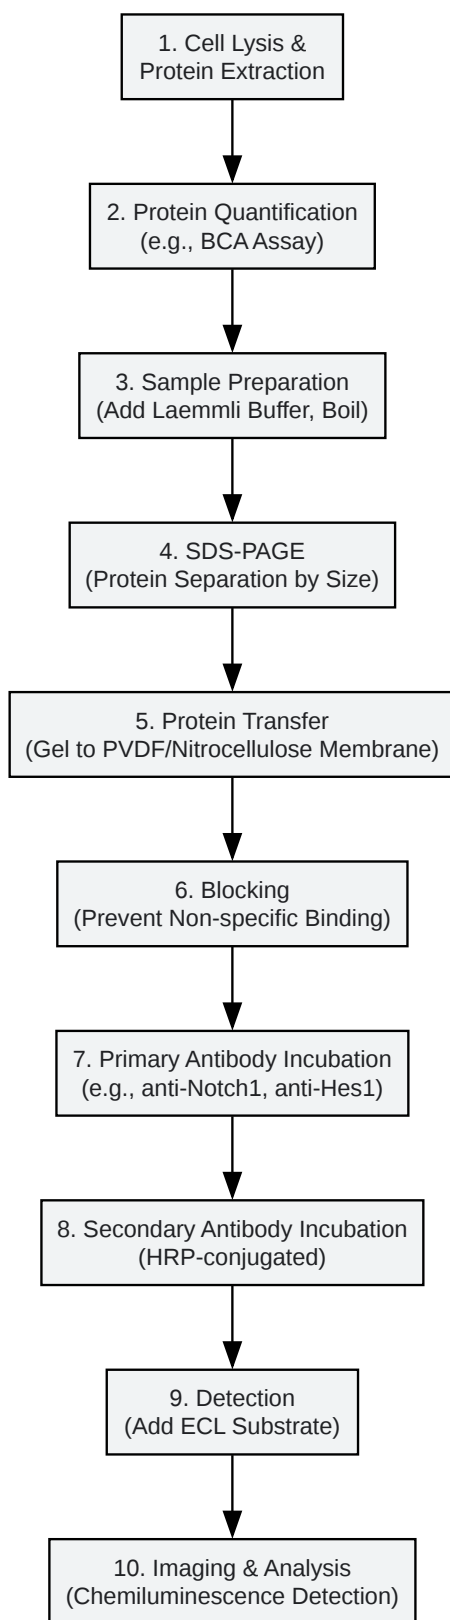 1. Cell Lysis &
Protein Extraction
2. Protein Quantification
(e.g., BCA Assay)
3. Sample Preparation
(Add Laemmli Buffer, Boil)
4. SDS-PAGE
(Protein Separation by Size)
5. Protein Transfer
(Gel to PVDF/Nitrocellulose Membrane)
6. Blocking
(Prevent Non-specific Binding)
7. Primary Antibody Incubation
(e.g., anti-Notch1, anti-Hes1)
8. Secondary Antibody Incubation
(HRP-conjugated)
9. Detection
(Add ECL Substrate)
10. Imaging & Analysis
(Chemiluminescence Detection)